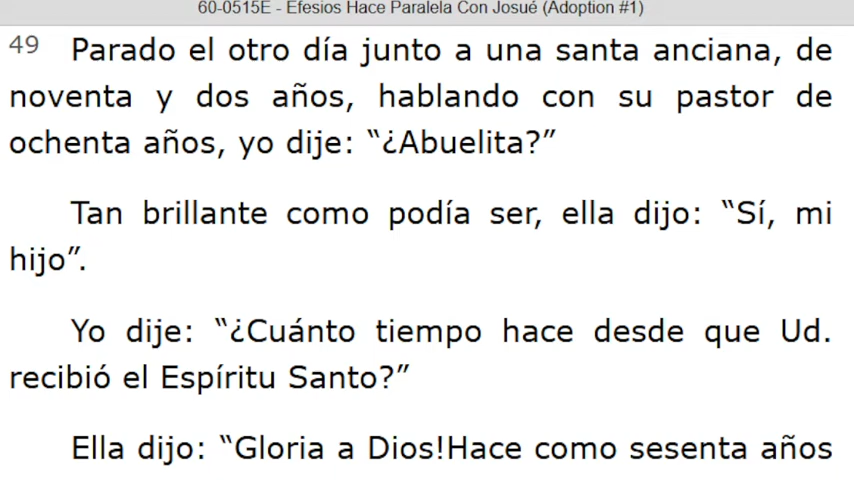 60-0515E - Efesios Hace Paralela Con Josué (Adoption #1)
49 Parado el otro día junto a una santa anciana, de
noventa y dos años, hablando con su pastor de
ochenta años, yo dije: “¿Abuelita?”
Tan brillante como podía ser, ella dijo: “Sí, mi
hijo”.
Yo dije: “¿Cuánto tiempo hace desde que Ud.
recibió el Espíritu Santo?”
Ella dijo: “Gloria a Dios!Hace como sesenta años